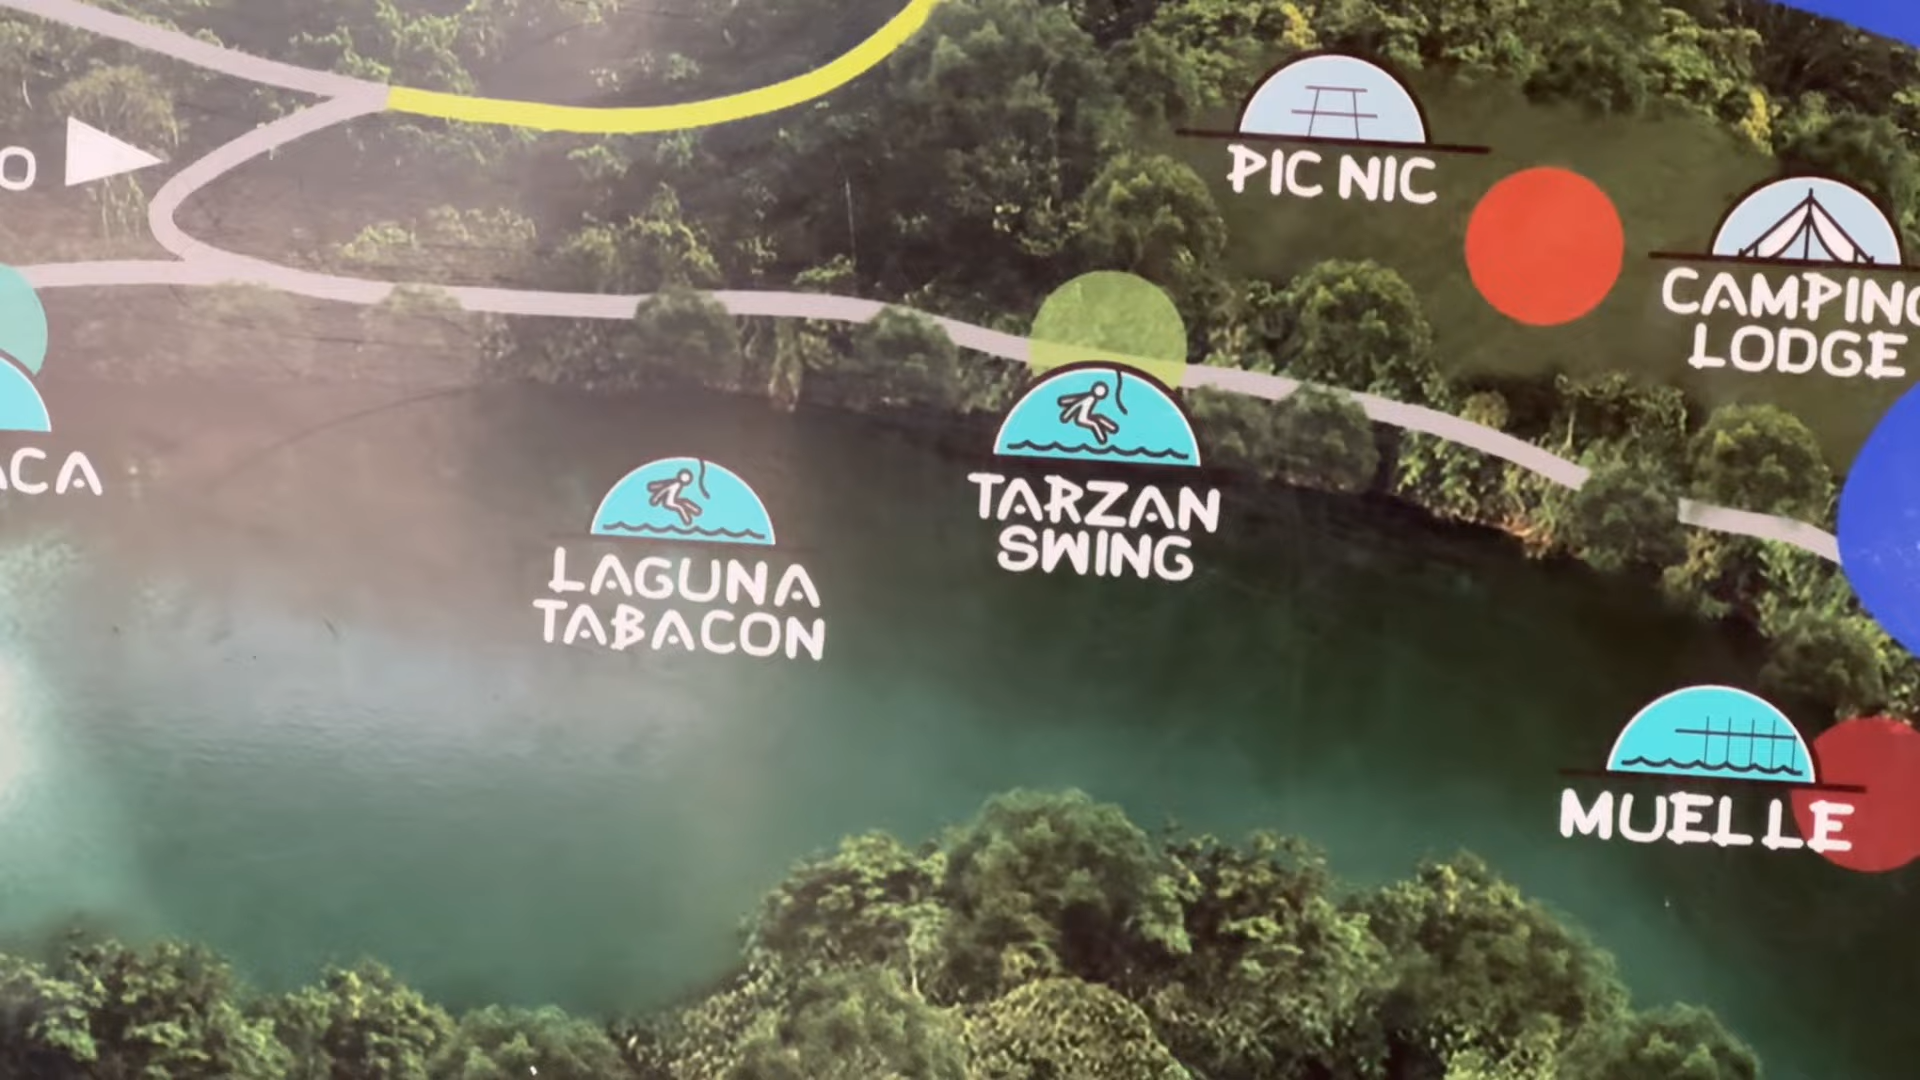 PIC NIC
CAMPING
LODGE
TARZAN
SWING
LAGUNA
TABACON
MUELLE